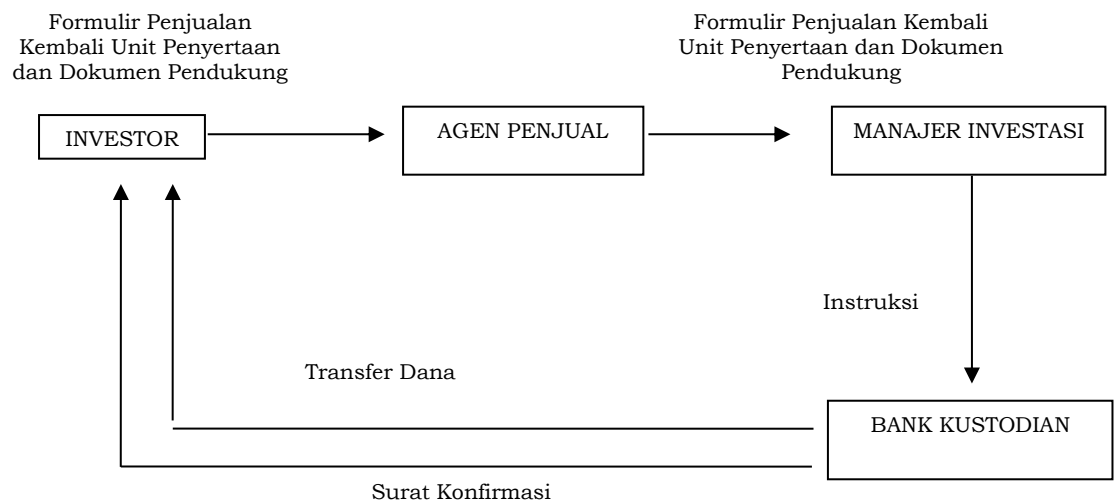 Formulir Penjualan
Kembali Unit Penyertaan
dan Dokumen Pendukung
Formulir Penjualan Kembali
Unit Penyertaan dan Dokumen
Pendukung
INVESTOR
AGEN PENJUAL
MANAJER INVESTASI
Instruksi
Transfer Dana
BANK KUSTODIAN
Surat Konfirmasi